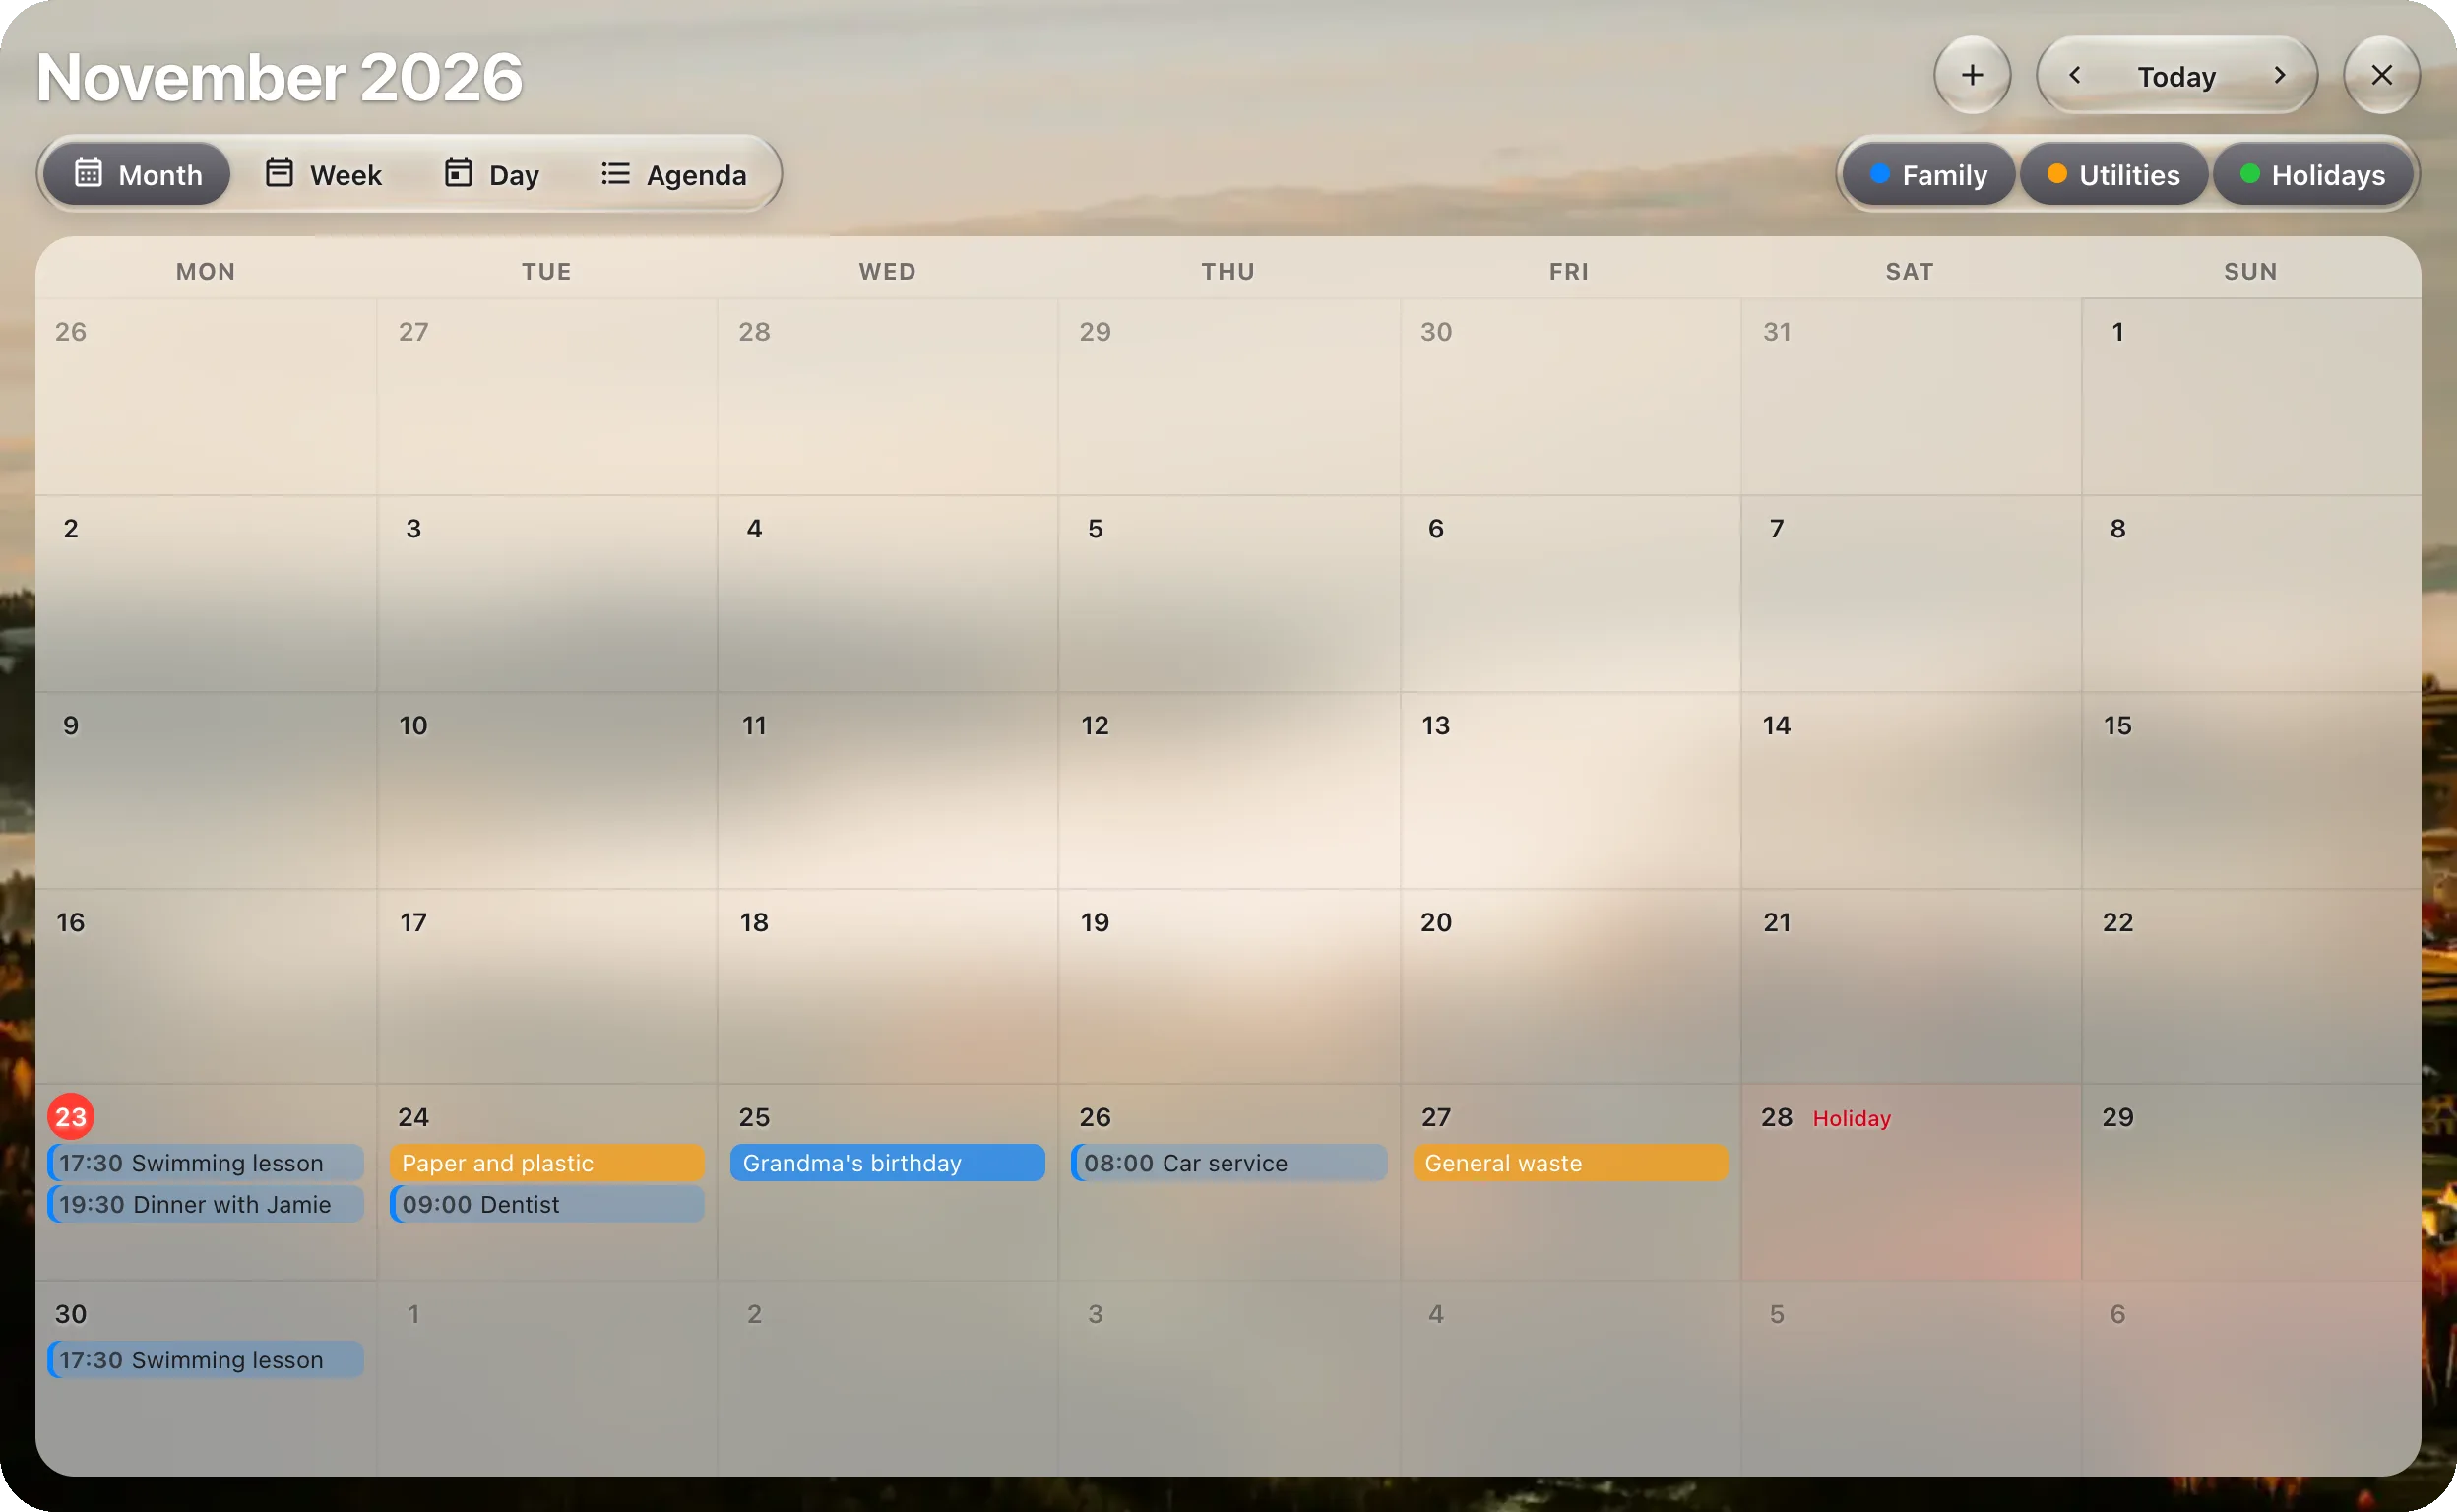 November 2026
+ < Today > ×
Month Week Day Agenda
Family Utilities Holidays
MON TUE WED THU FRI SAT SUN
26 27 28 29 30 31 1
2 3 4 5 6 7 8
9 10 11 12 13 14 15
16 17 18 19 20 21 22
23 24 25 26 27 28 Holiday 29
17:30 Swimming lesson Paper and plastic Grandma's birthday 08:00 Car service General waste
19:30 Dinner with Jamie 09:00 Dentist
30 1 2 3 4 5 6
17:30 Swimming lesson